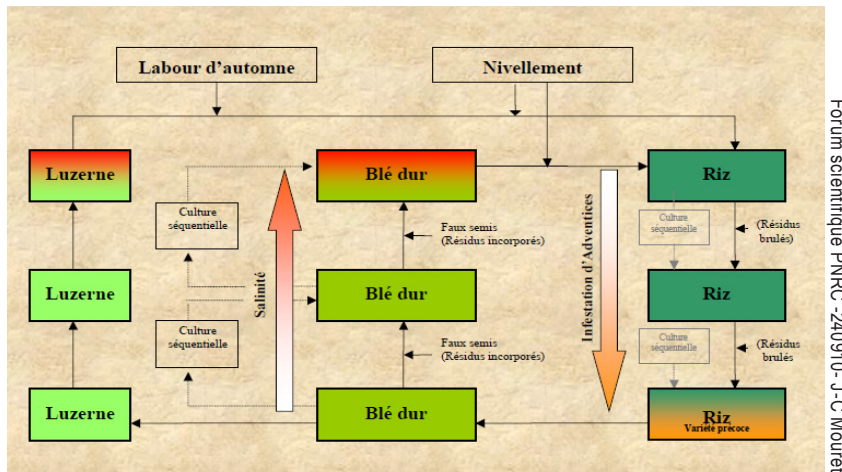 Labour d’automne
Nivellement
Luzerne
Blé dur
Riz
Culture
séquentielle
Faux semis
(Résidus incorporés)
Culture
séquentielle
(Résidus
brulés)
Salinité
Infestation d’Adventices
Luzerne
Blé dur
Riz
Culture
séquentielle
Faux semis
(Résidus incorporés)
Culture
séquentielle
(Résidus
brulés
Luzerne
Blé dur
Riz
Variété précoce
Forum scientifique PNRC -240910- J-C Mouret